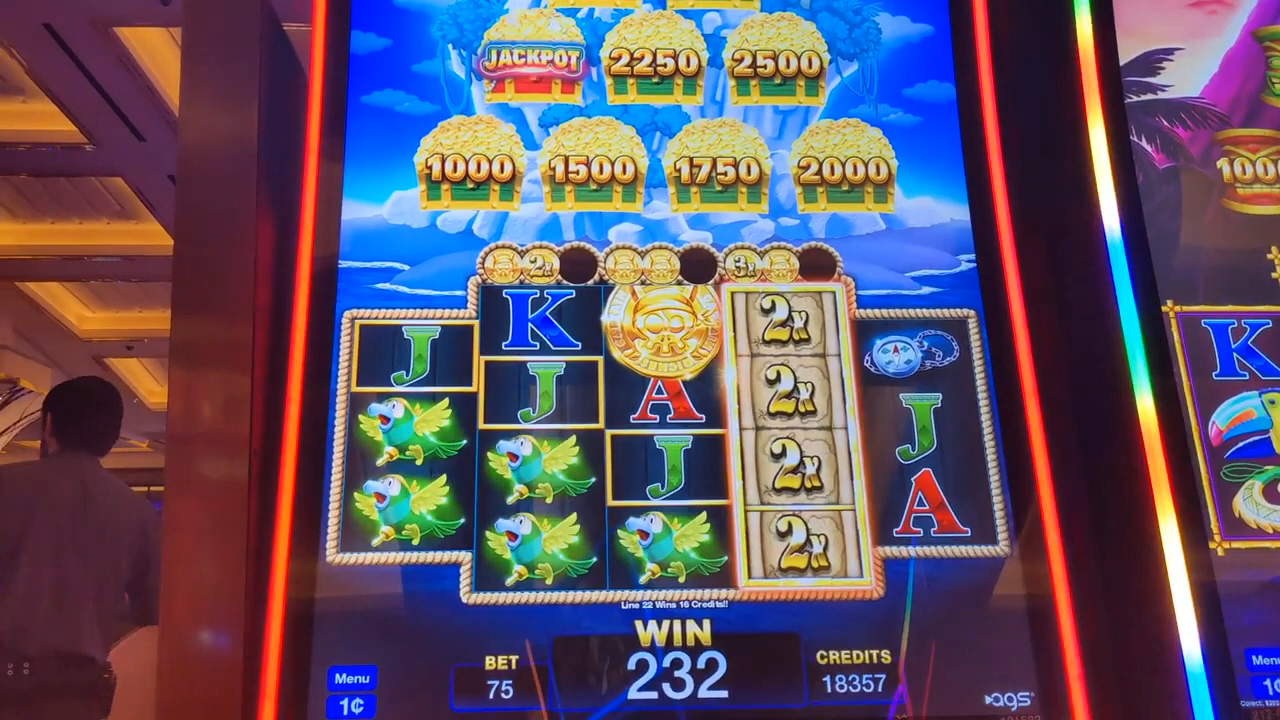 JACKPOT 2250 2500
1000 1500 1750 2000
2x 3x
K 2x
J 2x
J A J
J 2x
A
2x
Line 22 Wins 16 Credits!!
WIN
232
BET
75
CREDITS
18357
Menu
1¢
ags
K
Menu